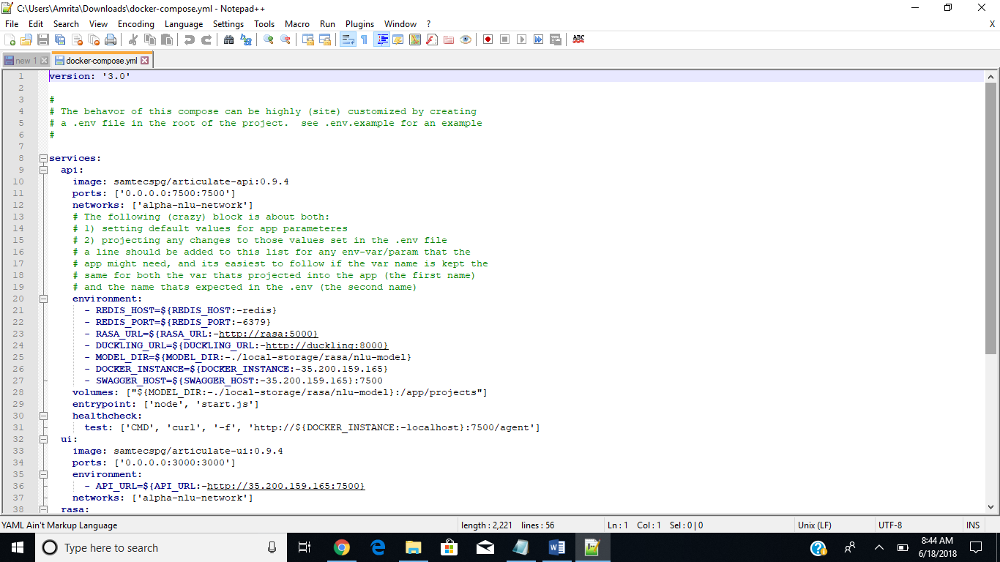 C:\Users\Amrita\Downloads\docker-compose.yml - Notepad++
File Edit Search View Encoding Language Settings Tools Macro Run Plugins Window ? X
ABC
new 1 docker-compose.yml
1 version: '3.0'
2
3 #
4 # The behavor of this compose can be highly (site) customized by creating
5 # a .env file in the root of the project.  see .env.example for an example
6 #
7
8 services:
9   api:
10     image: samtecspg/articulate-api:0.9.4
11     ports: ['0.0.0.0:7500:7500']
12     networks: ['alpha-nlu-network']
13     # The following (crazy) block is about both:
14     # 1) setting default values for app parameteres
15     # 2) projecting any changes to those values set in the .env file
16     # a line should be added to this list for any env-var/param that the
17     # app might need, and its easiest to follow if the var name is kept the
18     # same for both the var thats projected into the app (the first name)
19     # and the name thats expected in the .env (the second name)
20     environment:
21       - REDIS_HOST=${REDIS_HOST:-redis}
22       - REDIS_PORT=${REDIS_PORT:-6379}
23       - RASA_URL=${RASA_URL:-http://rasa:5000}
24       - DUCKLING_URL=${DUCKLING_URL:-http://duckling:8000}
25       - MODEL_DIR=${MODEL_DIR:-./local-storage/rasa/nlu-model}
26       - DOCKER_INSTANCE=${DOCKER_INSTANCE:-35.200.159.165}
27       - SWAGGER_HOST=${SWAGGER_HOST:-35.200.159.165}:7500
28     volumes: ["${MODEL_DIR:-./local-storage/rasa/nlu-model}:/app/projects"]
29     entrypoint: ['node', 'start.js']
30     healthcheck:
31       test: ['CMD', 'curl', '-f', 'http://${DOCKER_INSTANCE:-localhost}:7500/agent']
32   ui:
33     image: samtecspg/articulate-ui:0.9.4
34     ports: ['0.0.0.0:3000:3000']
35     environment:
36       - API_URL=${API_URL:-http://35.200.159.165:7500}
37     networks: ['alpha-nlu-network']
38   rasa:
YAML Ain't Markup Language length : 2,221 lines : 56 Ln : 1 Col : 1 Sel : 0 | 0 Unix (LF) UTF-8 INS
Type here to search
8:44 AM
6/18/2018